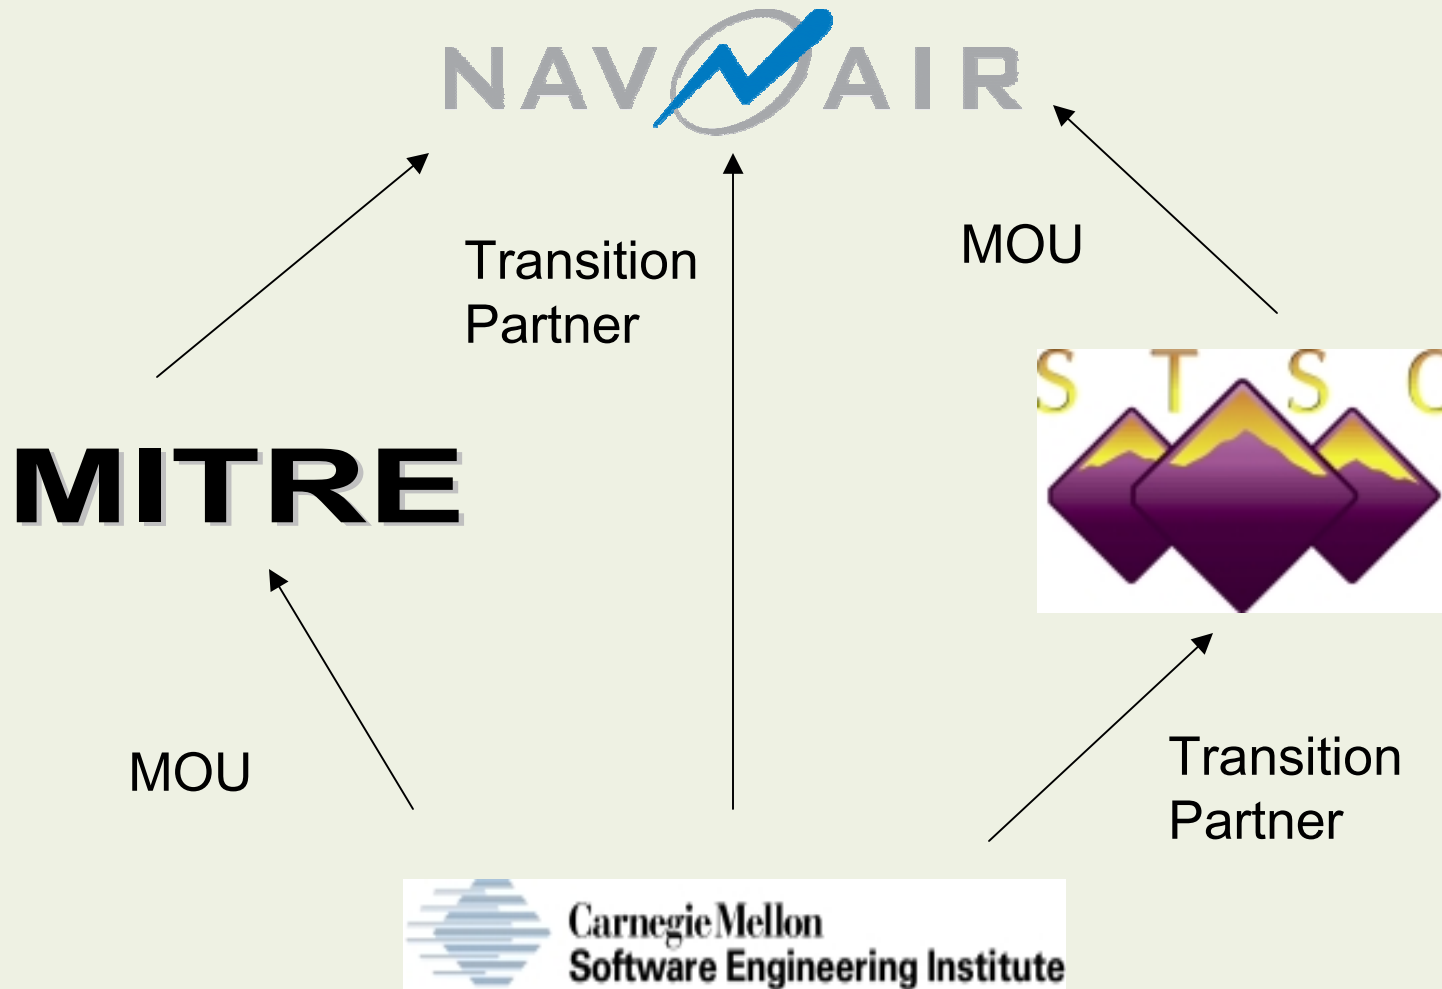 NAVAIR
Transition
Partner
MOU
S T S C
MITRE
MOU
Transition
Partner
Carnegie Mellon
Software Engineering Institute